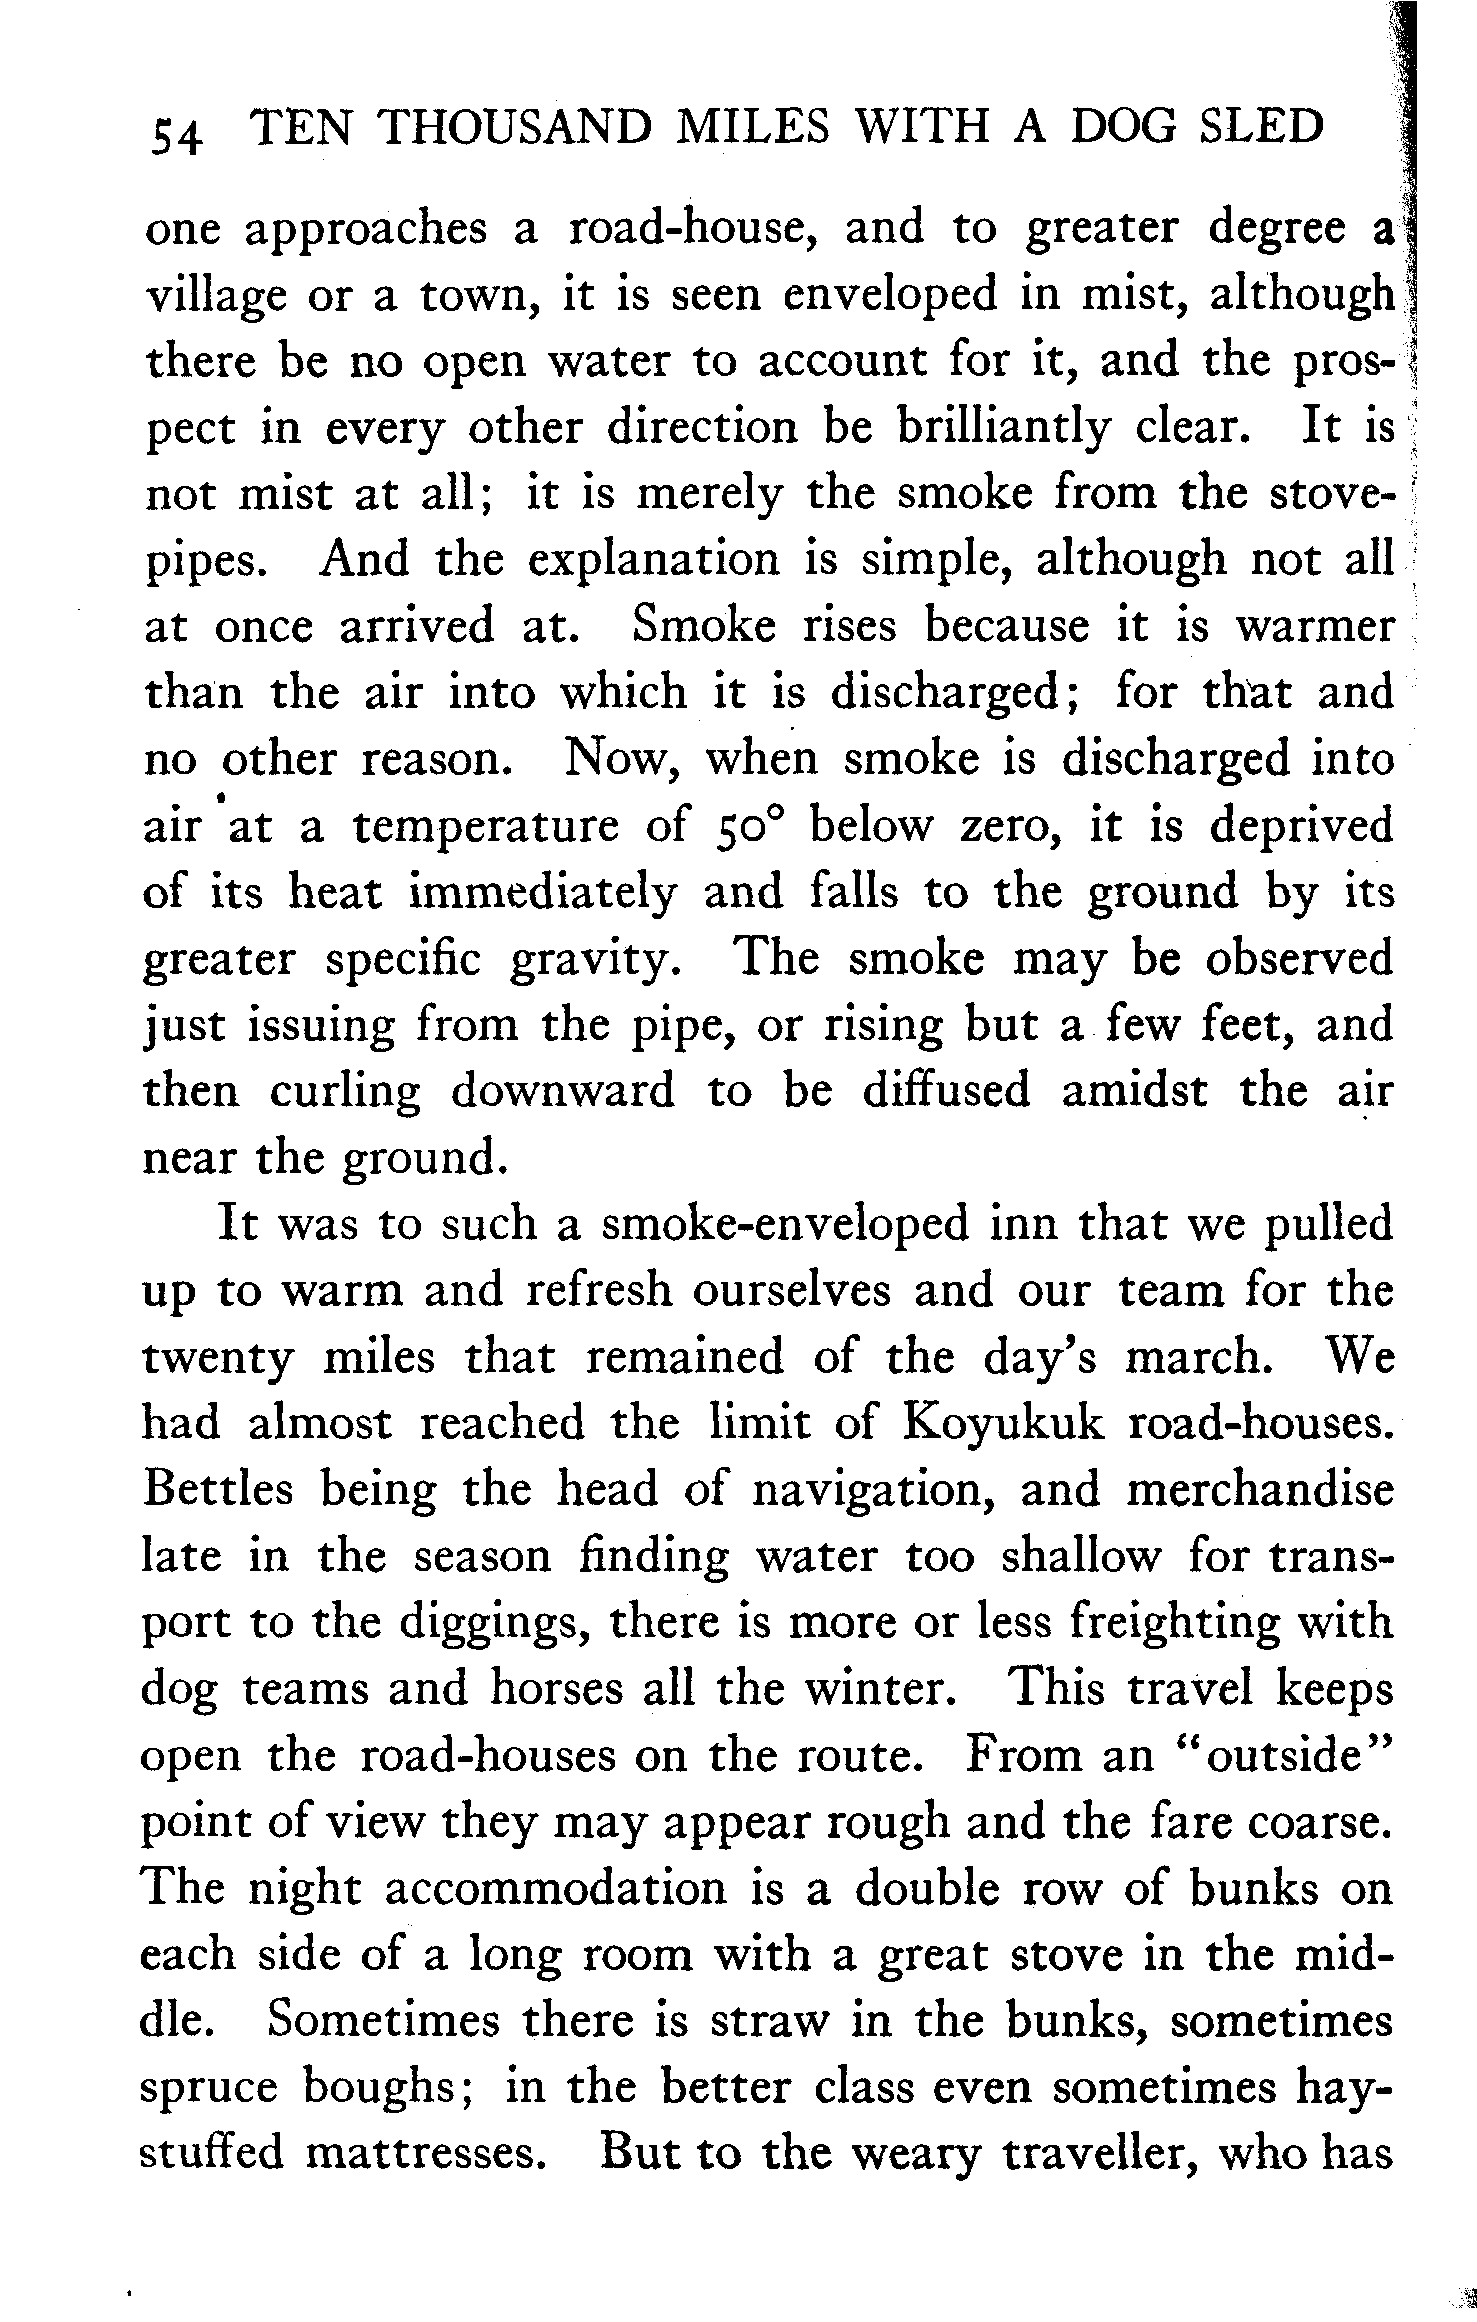 54 TEN THOUSAND MILES WITH A DOG SLED
one approaches a road-house, and to greater degree a
village or a town, it is seen enveloped in mist, although
there be no open water to account for it, and the pros-
pect in every other direction be brilliantly clear. It is
not mist at all; it is merely the smoke from the stove-
pipes. And the explanation is simple, although not all
at once arrived at. Smoke rises because it is warmer
than the air into which it is discharged; for that and
no other reason. Now, when smoke is discharged into
air at a temperature of 50° below zero, it is deprived
of its heat immediately and falls to the ground by its
greater specific gravity. The smoke may be observed
just issuing from the pipe, or rising but a few feet, and
then curling downward to be diffused amidst the air
near the ground.
It was to such a smoke-enveloped inn that we pulled
up to warm and refresh ourselves and our team for the
twenty miles that remained of the day's march. We
had almost reached the limit of Koyukuk road-houses.
Bettles being the head of navigation, and merchandise
late in the season finding water too shallow for trans-
port to the diggings, there is more or less freighting with
dog teams and horses all the winter. This travel keeps
open the road-houses on the route. From an "outside"
point of view they may appear rough and the fare coarse.
The night accommodation is a double row of bunks on
each side of a long room with a great stove in the mid-
dle. Sometimes there is straw in the bunks, sometimes
spruce boughs; in the better class even sometimes hay-
stuffed mattresses. But to the weary traveller, who has